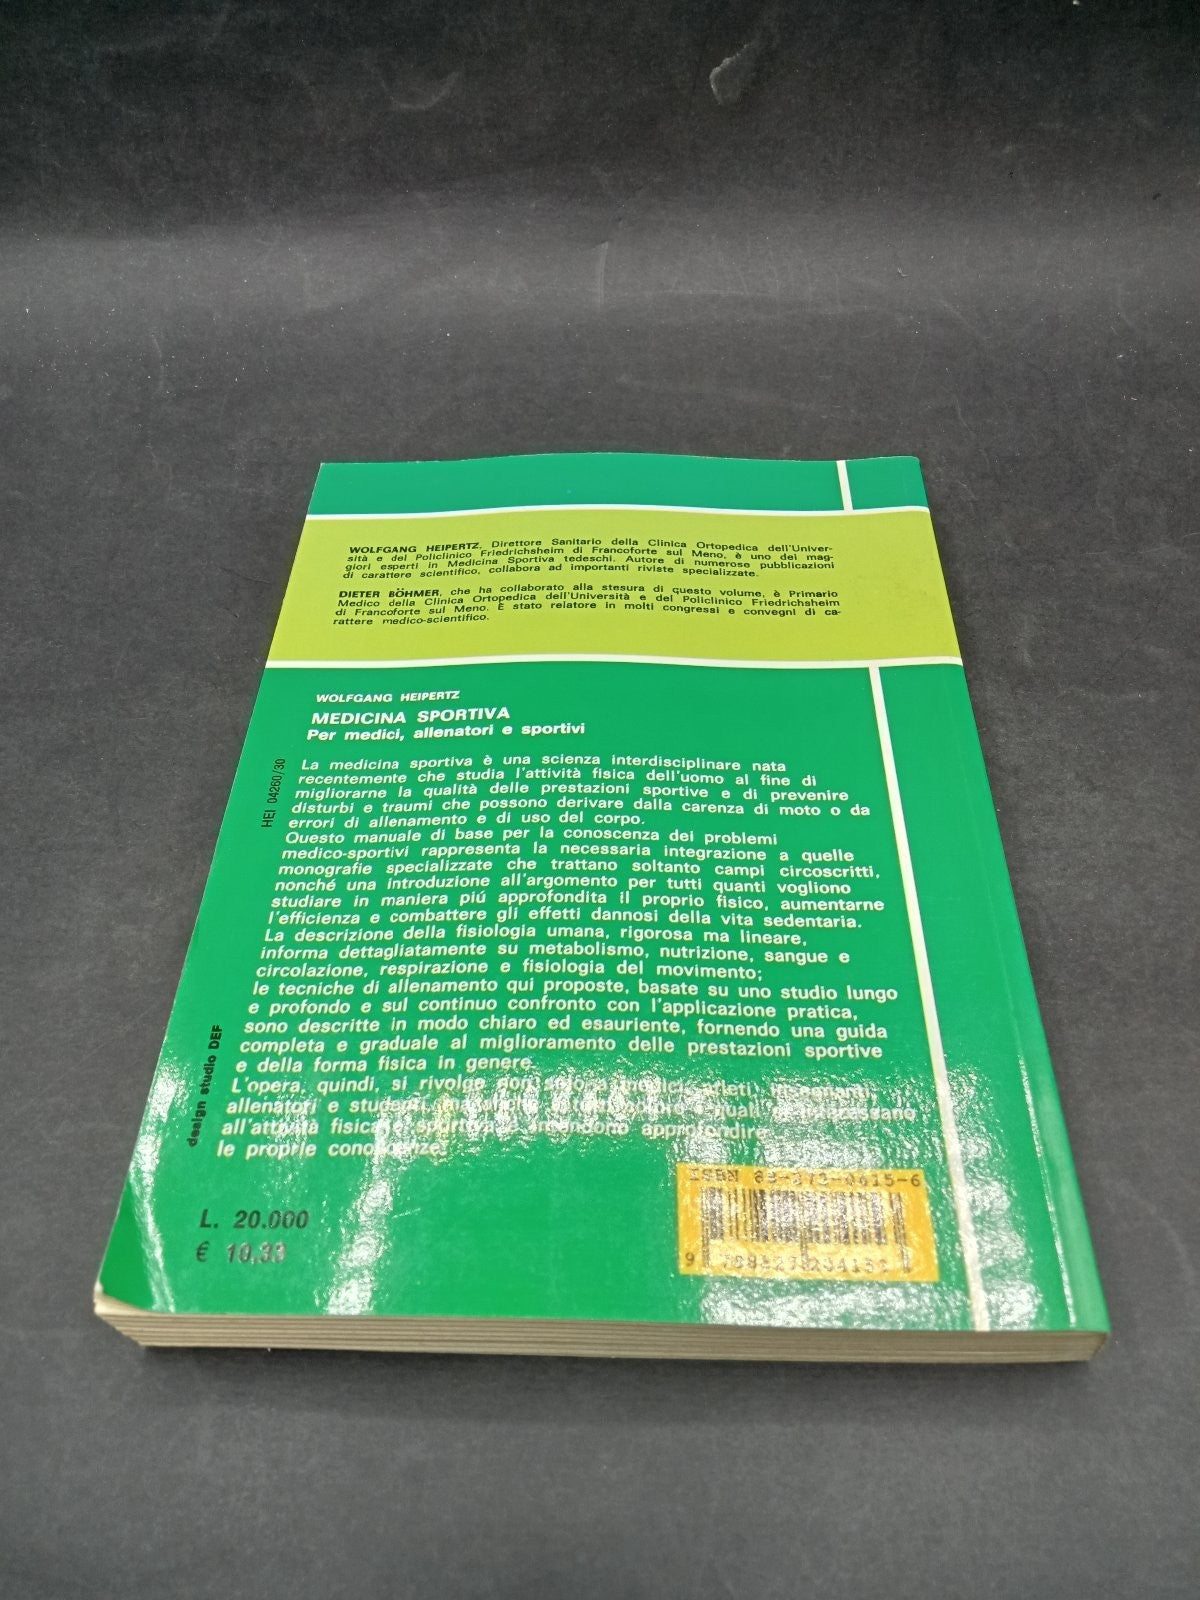 WOLFGANG HEIPERTZ, Direttore Sanitario della Clinica Ortopedica dell'Univer-
sità e del Policlinico Friedrichsheim di Francoforte sul Meno, è uno dei mag-
giori esperti in Medicina Sportiva tedeschi. Autore di numerose pubblicazioni
di carattere scientifico, collabora ad importanti riviste specializzate.
DIETER BÖHMER, che ha collaborato alla stesura di questo volume, è Primario
Medico della Clinica Ortopedica dell'Università e del Policlinico Friedrichsheim
di Francoforte sul Meno. È stato relatore in molti congressi e convegni di ca-
rattere medico-scientifico.
WOLFGANG HEIPERTZ
MEDICINA SPORTIVA
Per medici, allenatori e sportivi
La medicina sportiva è una scienza interdisciplinare nata
recentemente che studia l'attività fisica dell'uomo al fine di
migliorarne la qualità delle prestazioni sportive e di prevenire
disturbi e traumi che possono derivare dalla carenza di moto o da
errori di allenamento e di uso del corpo.
Questo manuale di base per la conoscenza dei problemi
medico-sportivi rappresenta la necessaria integrazione a quelle
monografie specializzate che trattano soltanto campi circoscritti,
nonché una introduzione all'argomento per tutti quanti vogliono
studiare in maniera piú approfondita il proprio fisico, aumentarne
l'efficienza e combattere gli effetti dannosi della vita sedentaria.
La descrizione della fisiologia umana, rigorosa ma lineare,
informa dettagliatamente su metabolismo, nutrizione, sangue e
circolazione, respirazione e fisiologia del movimento;
le tecniche di allenamento qui proposte, basate su uno studio lungo
e profondo e sul continuo confronto con l'applicazione pratica,
sono descritte in modo chiaro ed esauriente, fornendo una guida
completa e graduale al miglioramento delle prestazioni sportive
e della forma fisica in genere.
L'opera, quindi, si rivolge non solo a medici, atleti, insegnanti,
allenatori e studenti, quali
all'attività fisica e sportiva e intendono approfondire
le proprie conoscenze.
HEI 04260/30
design studio DEF
L. 20.000
€ 10,33
ISBN
9